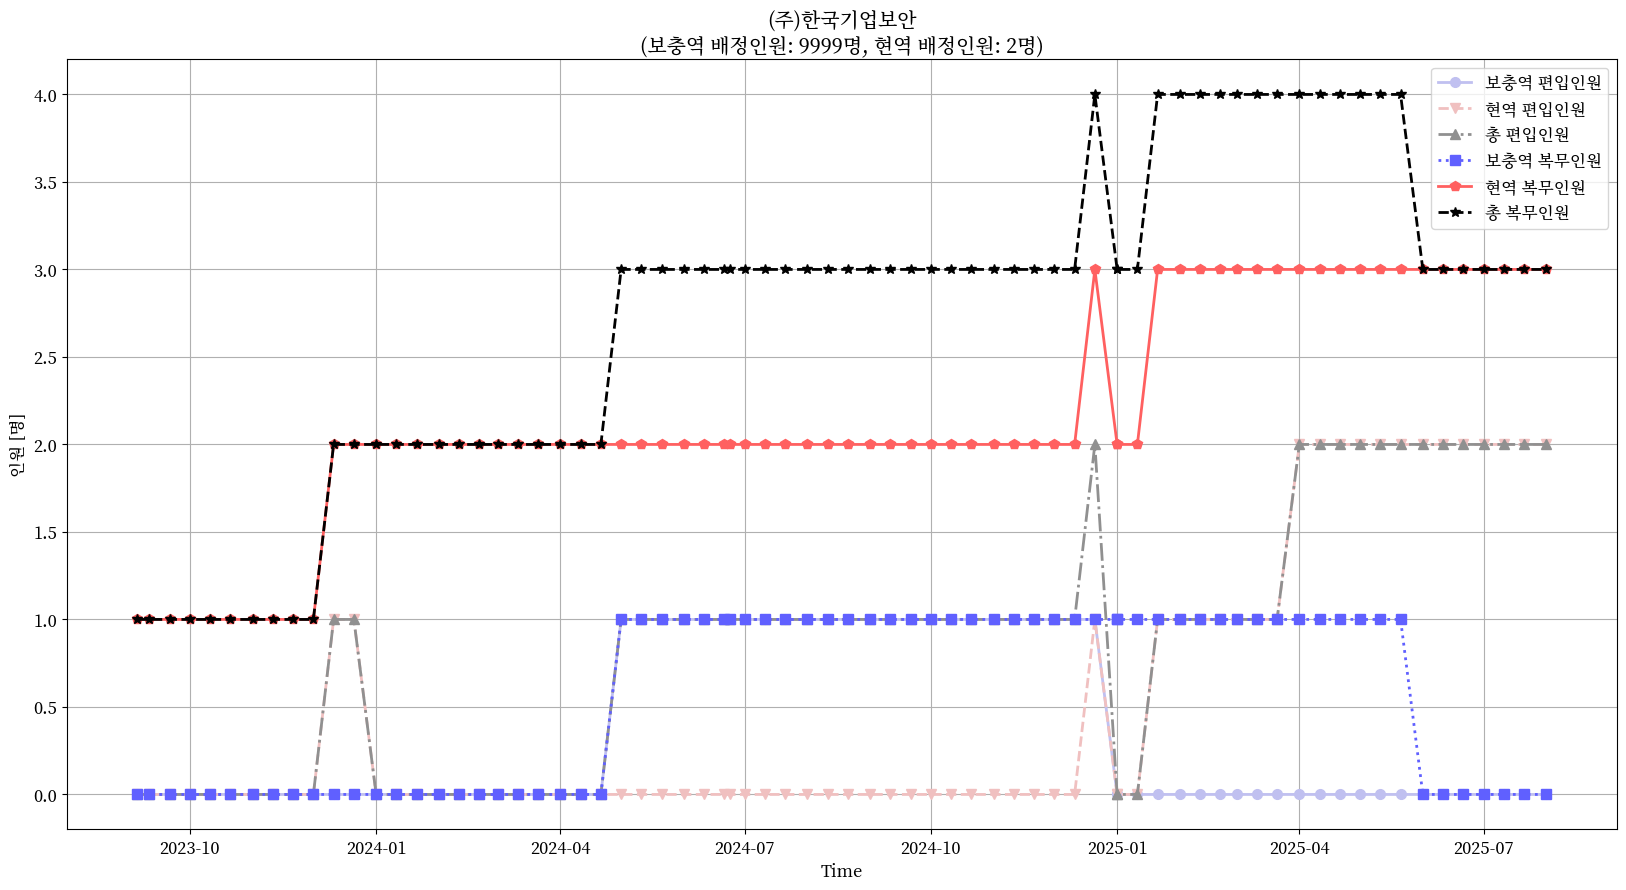 (주)한국기업보안
(보충역 배정인원: 9999명, 현역 배정인원: 2명)
보충역 편입인원
현역 편입인원
총 편입인원
보충역 복무인원
현역 복무인원
총 복무인원
4.0
3.5
3.0
2.5
2.0
1.5
1.0
0.5
0.0
인원 [명]
2023-10
2024-01
2024-04
2024-07
2024-10
2025-01
2025-04
2025-07
Time